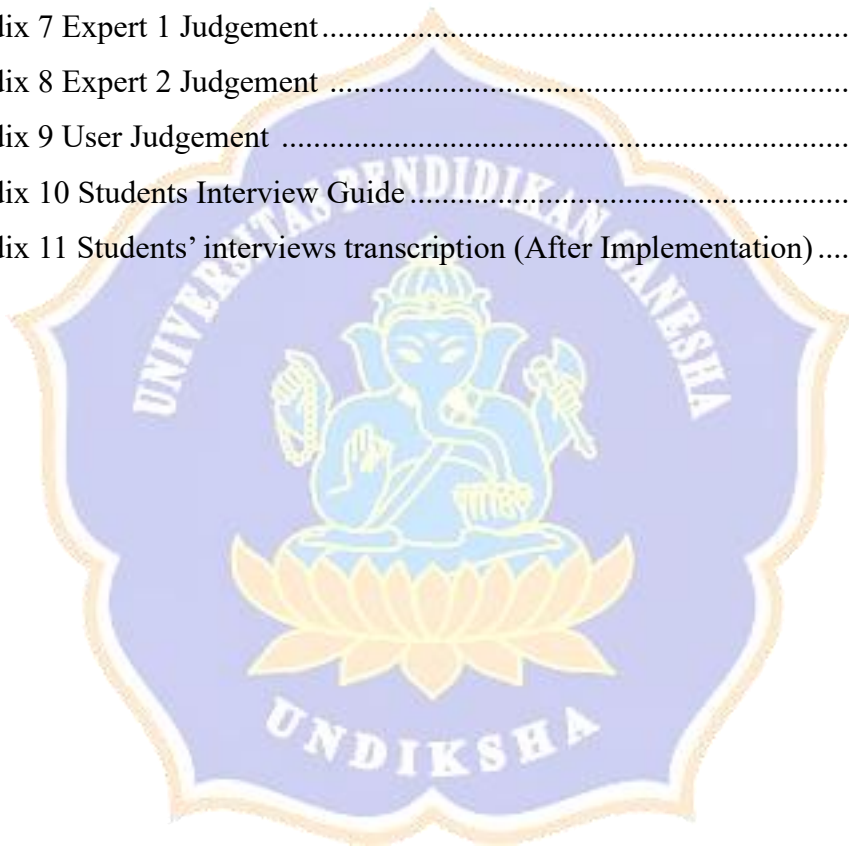 dix 7 Expert 1 Judgement....................................................................
dix 8 Expert 2 Judgement ...................................................................
dix 9 User Judgement .........................................................................
dix 10 Students Interview Guide.........................................................
dix 11 Students’ interviews transcription (After Implementation)....
UNIVERSITAS PENDIDIKAN GANESHA
UNDIKSHA